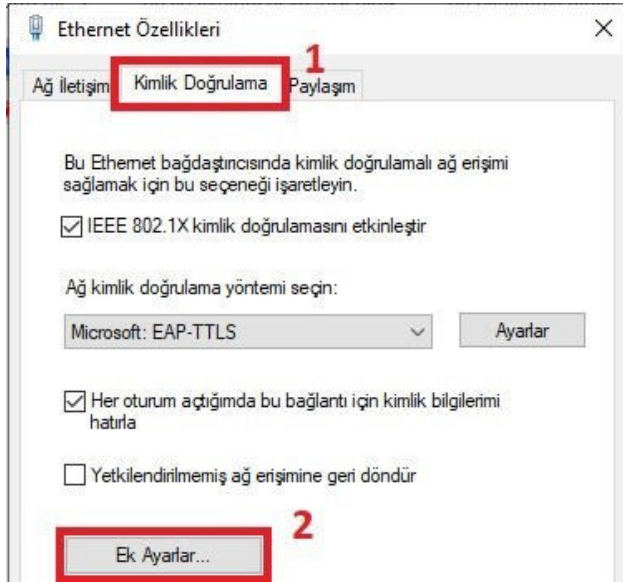 Ethernet Özellikleri
1
Ağ İletişim Kimlik Doğrulama Paylaşım
Bu Ethernet bağdaştırıcısında kimlik doğrulamalı ağ erişimi
sağlamak için bu seçeneği işaretleyin.
IEEE 802.1X kimlik doğrulamasını etkinleştir
Ağ kimlik doğrulama yöntemi seçin:
Microsoft: EAP-TTLS Ayarlar
Her oturum açtığımda bu bağlantı için kimlik bilgilerimi
hatırla
Yetkilendirilmemiş ağ erişimine geri döndür
2
Ek Ayarlar...